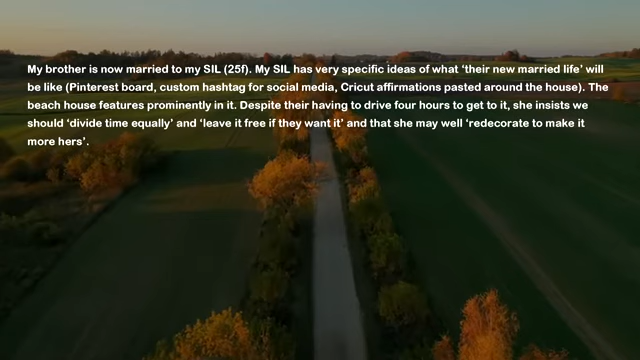 My brother is now married to my SIL (25f). My SIL has very specific ideas of what ‘their new married life’ will
be like (Pinterest board, custom hashtag for social media, Cricut affirmations pasted around the house). The
beach house features prominently in it. Despite their having to drive four hours to get to it, she insists we
should ‘divide time equally’ and ‘leave it free if they want it’ and that she may well ‘redecorate to make it
more hers’.